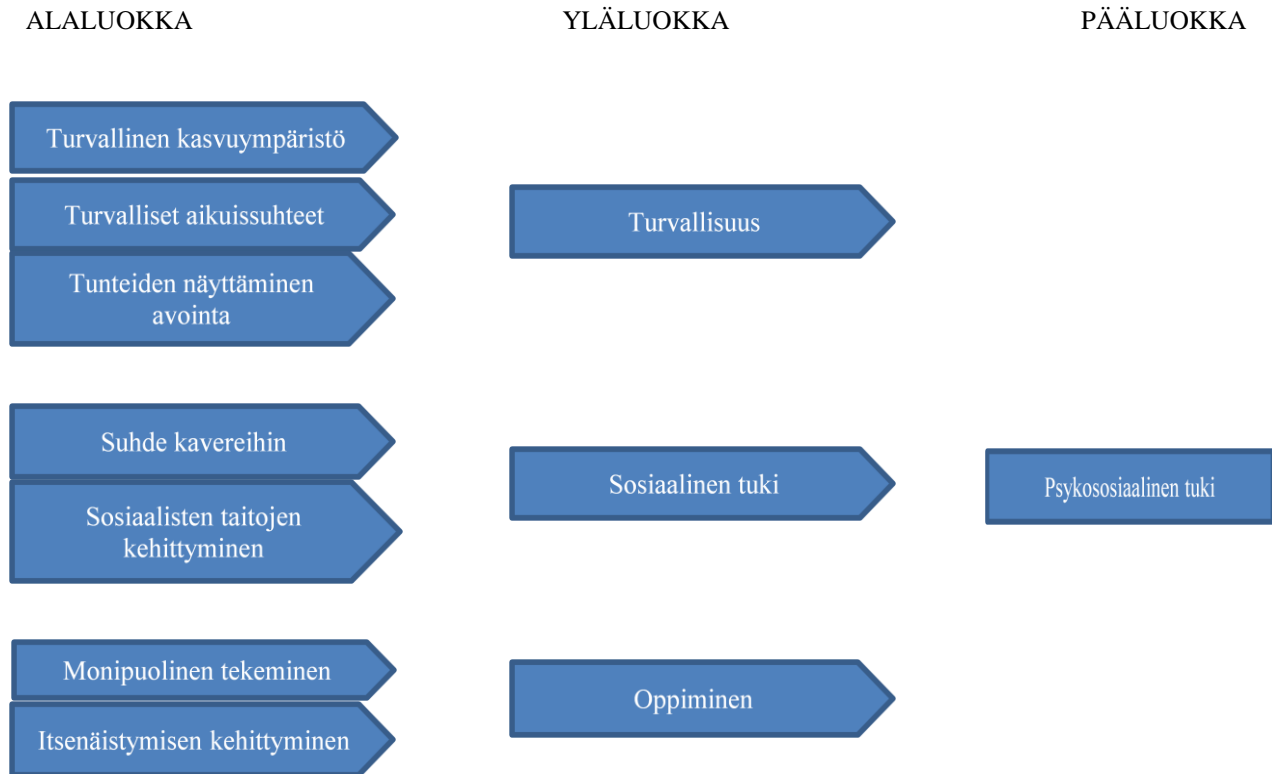 ALALUOKKA
YLÄLUOKKA
PÄÄLUOKKA
Turvallinen kasvuympäristö
Turvalliset aikuissuhteet
Tunteiden näyttäminen
avointa
Turvallisuus
Suhde kavereihin
Sosiaalisten taitojen
kehittyminen
Sosiaalinen tuki
Psykososiaalinen tuki
Monipuolinen tekeminen
Itsenäistymisen kehittyminen
Oppiminen